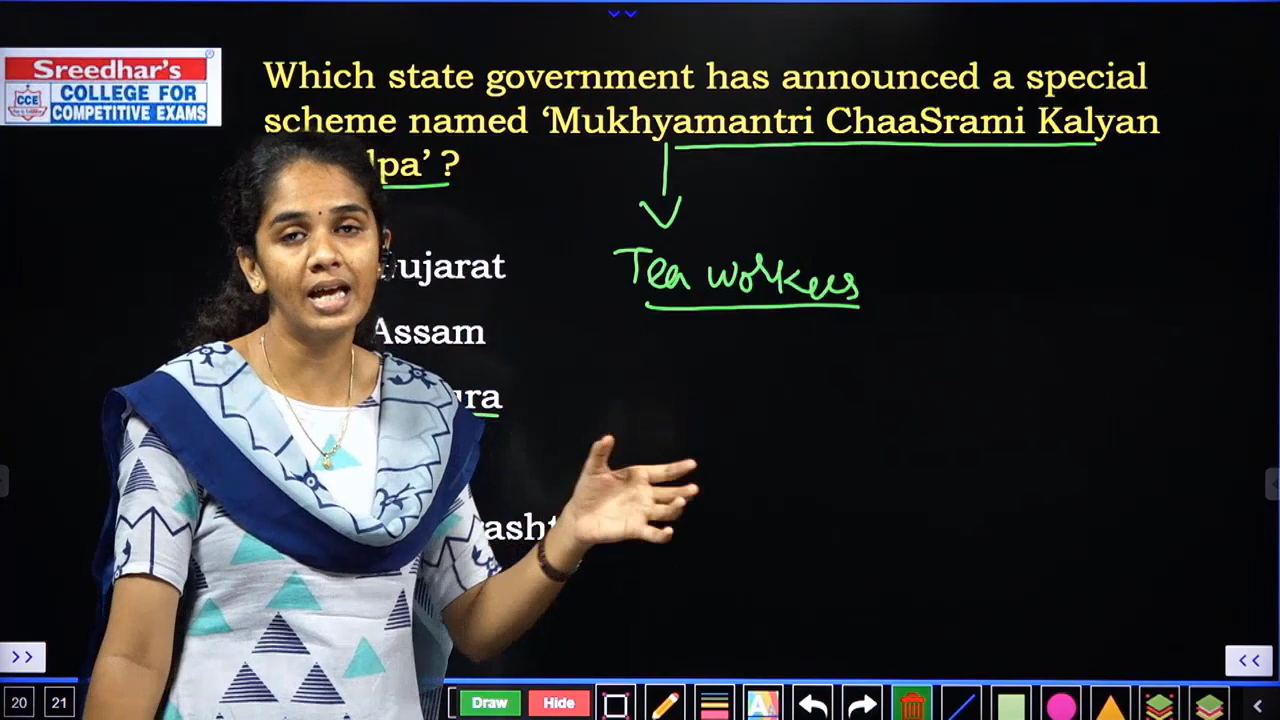 Sreedhar's
CCE
COLLEGE FOR
COMPETITIVE EXAMS
Which state government has announced a special
scheme named ‘Mukhyamantri ChaaSrami Kalyan
lpa’ ?
ujarat
Tea workers
Assam
ra
rasht
>>
<<
20
21
Draw
Hide